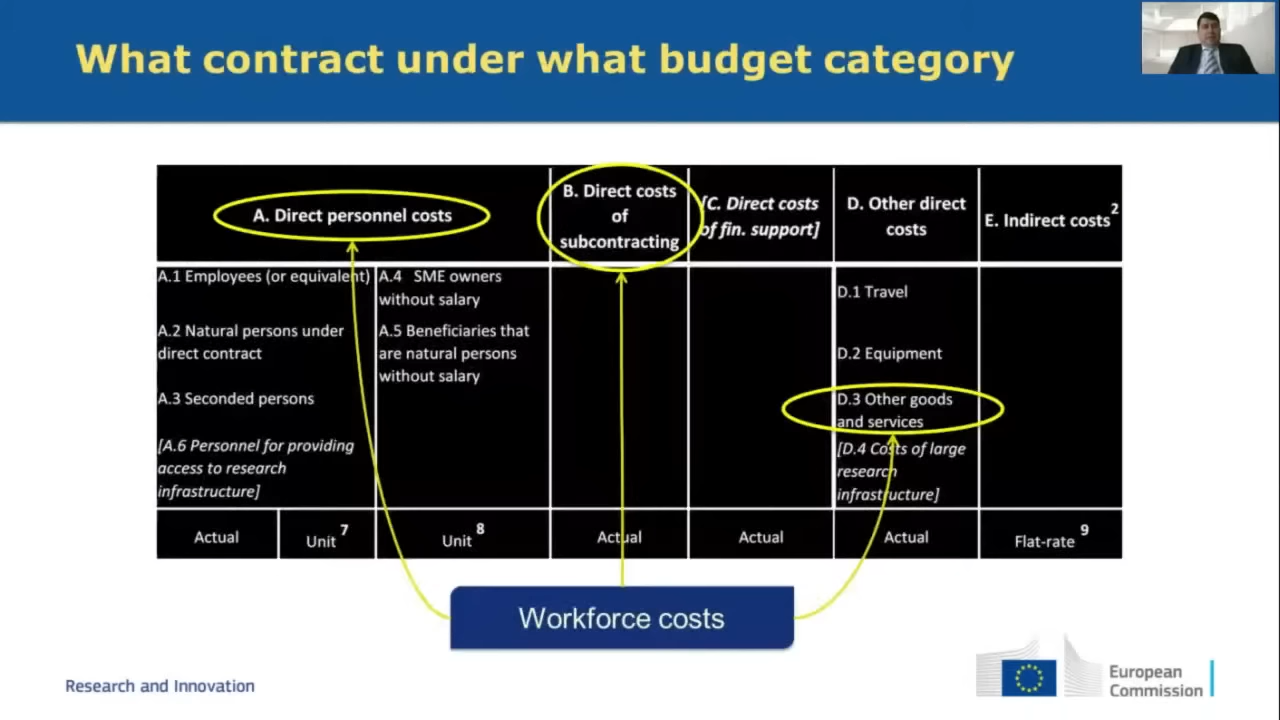 What contract under what budget category
A. Direct personnel costs
B. Direct costs
of
subcontracting
[C. Direct costs
of fin. support]
D. Other direct
costs
E. Indirect costs2
A.1 Employees (or equivalent)
A.2 Natural persons under
direct contract
A.3 Seconded persons
[A.6 Personnel for providing
access to research
infrastructure]
A.4 SME owners
without salary
A.5 Beneficiaries that
are natural persons
without salary
D.1 Travel
D.2 Equipment
D.3 Other goods
and services
[D.4 Costs of large
research
infrastructure]
Actual
Unit 7
Unit 8
Actual
Actual
Actual
Flat-rate 9
Workforce costs
Research and Innovation
European
Commission